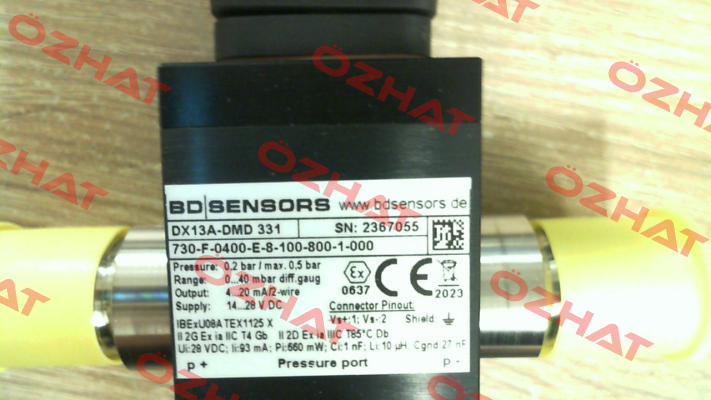 BD|SENSORS www.bdsensors.de
DX13A-DMD 331 SN: 2367055
730-F-0400-E-8-100-800-1-000
Pressure: 0,2 bar / max. 0,5 bar
Range: 0...40 mbar diff.gaug
Output: 4...20 mA/2-wire
Supply: 14...28 V DC
Ex CE
0637 2023
Connector Pinout
Vs+:1; Vs-:2 Shield
IBExU08ATEX1125 X
II 2G Ex ia IIC T4 Gb II 2D Ex ia IIIC T85°C Db
Ui:28 VDC; Ii:93 mA; Pi:660 mW; Ci:1 nF; Li: 10 µH; Cgnd 27 nF
p + Pressure port p -
ÖZHAT
ÖZHAT
ÖZHAT
ÖZHAT
ÖZHAT
ÖZHAT
ÖZHAT
ÖZHAT
ÖZHAT
ÖZHAT